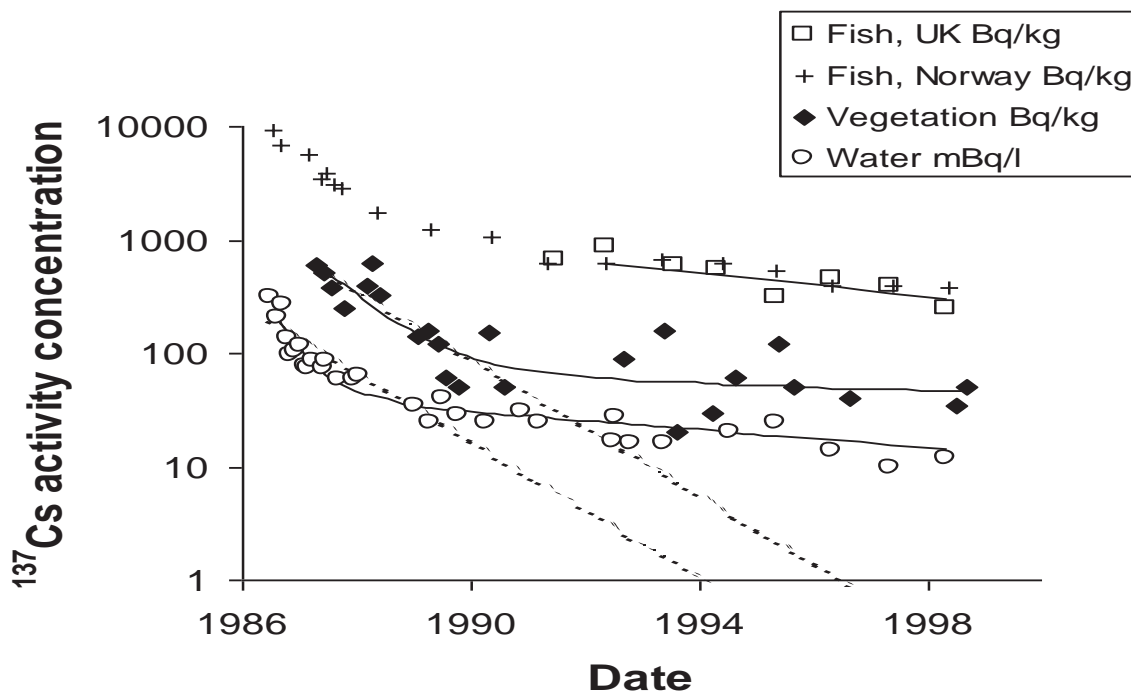 Fish, UK Bq/kg
Fish, Norway Bq/kg
Vegetation Bq/kg
Water mBq/l
10000
1000
100
10
1
1986 1990 1994 1998
Date
¹³⁷Cs activity concentration